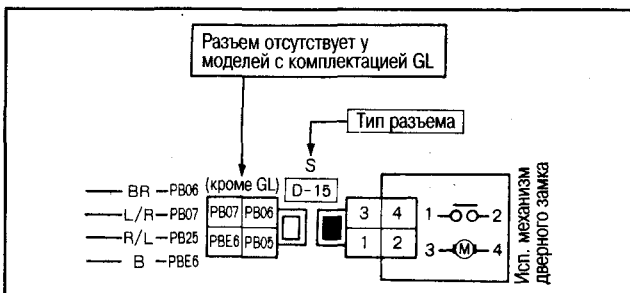 Разъем отсутствует у
моделей с комплектацией GL
Тип разъема
S
(кроме GL)
D-15
BR – PB06
L/R – PB07
R/L – PB25
B – PBE6
PB07 PB06
PBE6 PB05
3 4
1 2
1 2
3 M 4
Исп. механизм
дверного замка